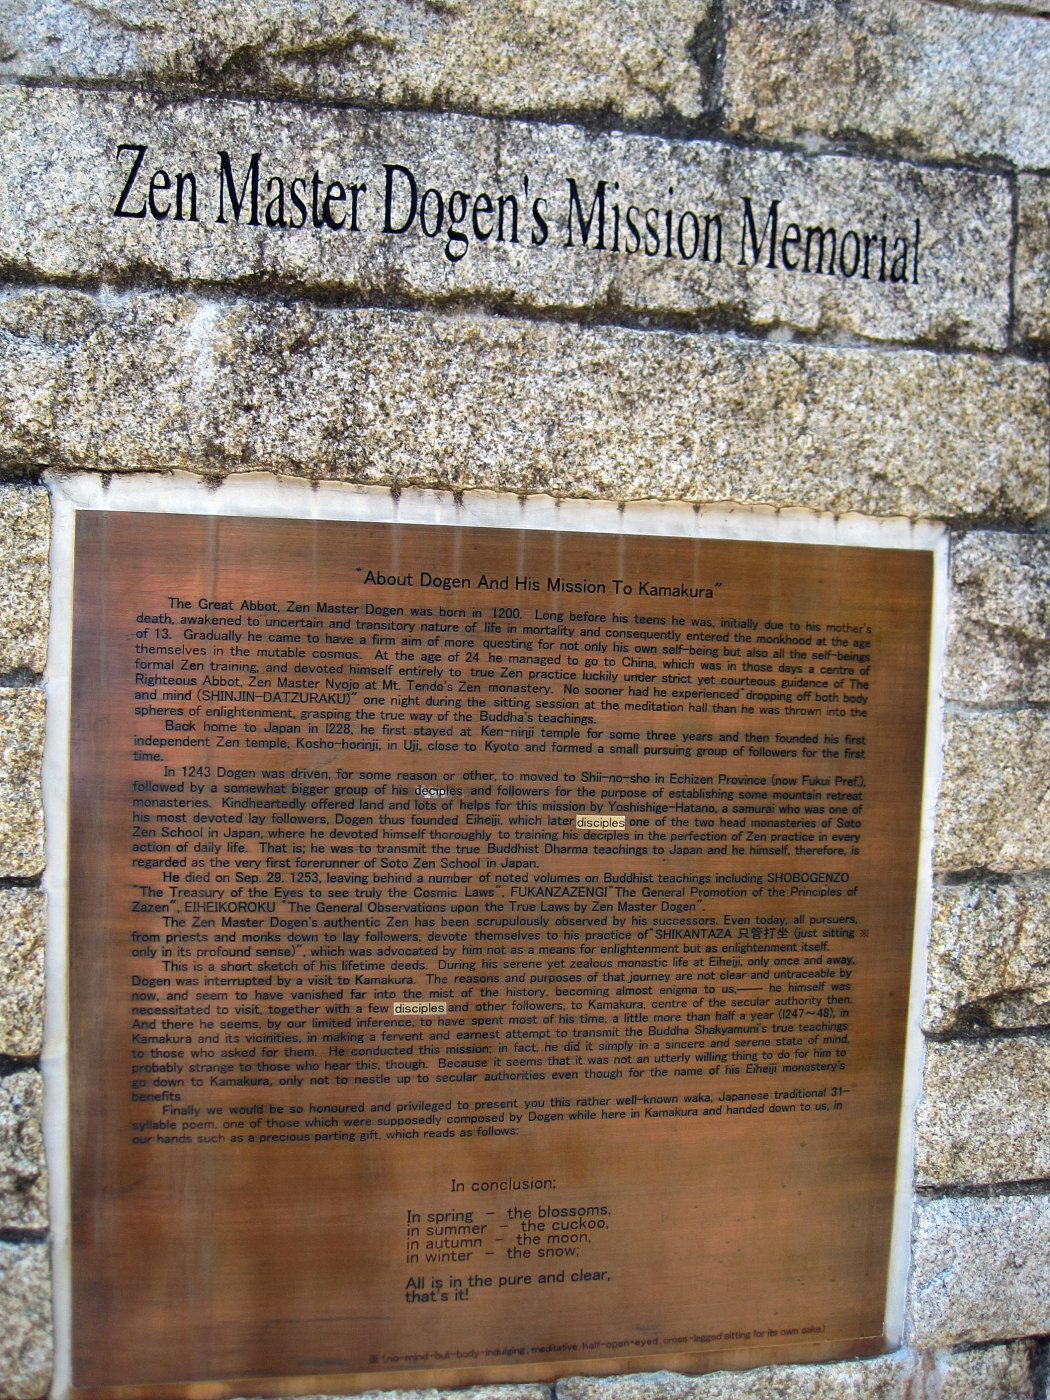 Zen Master Dogen's Mission Memorial
"About Dogen And His Mission To Kamakura"
The Great Abbot, Zen Master Dogen was born in 1200. Long before his teens he was, initially due to his mother's
death, awakened to uncertain and transitory nature of life in mortality and consequently entered the monkhood at the age
of 13. Gradually he came to have a firm aim of more questing for not only his own self-being but also all the self-beings
themselves in the mutable cosmos. At the age of 24 he managed to go to China, which was in those days a centre of
formal Zen training, and devoted himself entirely to true Zen practice luckily under strict yet courteous guidance of The
Righteous Abbot, Zen Master Nyojo at Mt. Tendo's Zen monastery. No sooner had he experienced "dropping off both body
and mind (SHINJIN-DATZURAKU)" one night during the sitting session at the meditation hall than he was thrown into the
spheres of enlightenment, grasping the true way of the Buddha's teachings.
Back home to Japan in 1228, he first stayed at Ken-ninji temple for some three years and then founded his first
independent Zen temple, Kosho-horinji, in Uji, close to Kyoto and formed a small pursuing group of followers for the first
time.
In 1243 Dogen was driven, for some reason or other, to moved to Shii-no-sho in Echizen Province (now Fukui Pref.),
followed by a somewhat bigger group of his deciples and followers for the purpose of establishing some mountain retreat
monasteries. Kindheartedly offered land and lots of helps for this mission by Yoshishige-Hatano, a samurai who was one of
his most devoted lay followers, Dogen thus founded Eiheiji, which later disciples one of the two head monasteries of Soto
Zen School in Japan, where he devoted himself thoroughly to training his deciples in the perfection of Zen practice in every
action of daily life. That is; he was to transmit the true Buddhist Dharma teachings to Japan and he himself, therefore, is
regarded as the very first forerunner of Soto Zen School in Japan.
He died on Sep. 29. 1253, leaving behind a number of noted volumes on Buddhist teachings including SHOBOGENZO
"The Treasury of the Eyes to see truly the Cosmic Laws", FUKANZAZENGI"The General Promotion of the Principles of
Zazen", EIHEIKOROKU "The General Observations upon the True Laws by Zen Master Dogen".
The Zen Master Dogen's authentic Zen has been scrupulously observed by his successors. Even today, all pursuers,
from priests and monks down to lay followers, devote themselves to his practice of"SHIKANTAZA 只管打坐 (just sitting ※
only in its profound sense)", which was advocated by him not as a means for enlightenment but as enlightenment itself.
This is a short sketch of his lifetime deeds. During his serene yet zealous monastic life at Eiheiji, only once and away,
Dogen was interrupted by a visit to Kamakura. The reasons and purposes of that journey are not clear and untraceable by
now, and seem to have vanished far into the mist of the history, becoming almost enigma to us,—— he himself was
necessitated to visit, together with a few disciples and other followers, to Kamakura, centre of the secular authority then.
And there he seems, by our limited inference, to have spent most of his time, a little more than half a year (1247～48), in
Kamakura and its vicinities, in making a fervent and earnest attempt to transmit the Buddha Shakyamuni's true teachings
to those who asked for them. He conducted this mission; in fact, he did it simply in a sincere and serene state of mind,
probably strange to those who hear this, though. Because it seems that it was not an utterly willing thing to do for him to
go down to Kamakura, only not to nestle up to secular authorities even though for the name of his Eiheiji monastery's
benefits.
Finally we would be so honoured and privileged to present you this rather well-known waka, Japanese traditional 31-
syllable poem, one of those which were supposedly composed by Dogen while here in Kamakura and handed down to us, in
our hands such as a precious parting gift, which reads as follows:
In conclusion;
In spring - the blossoms,
in summer - the cuckoo,
in autumn - the moon,
in winter - the snow;
All is in the pure and clear,
that's it!
※ (no-mind-but-body-indulging, meditative half-open-eyed cross-legged sitting for its own sake)